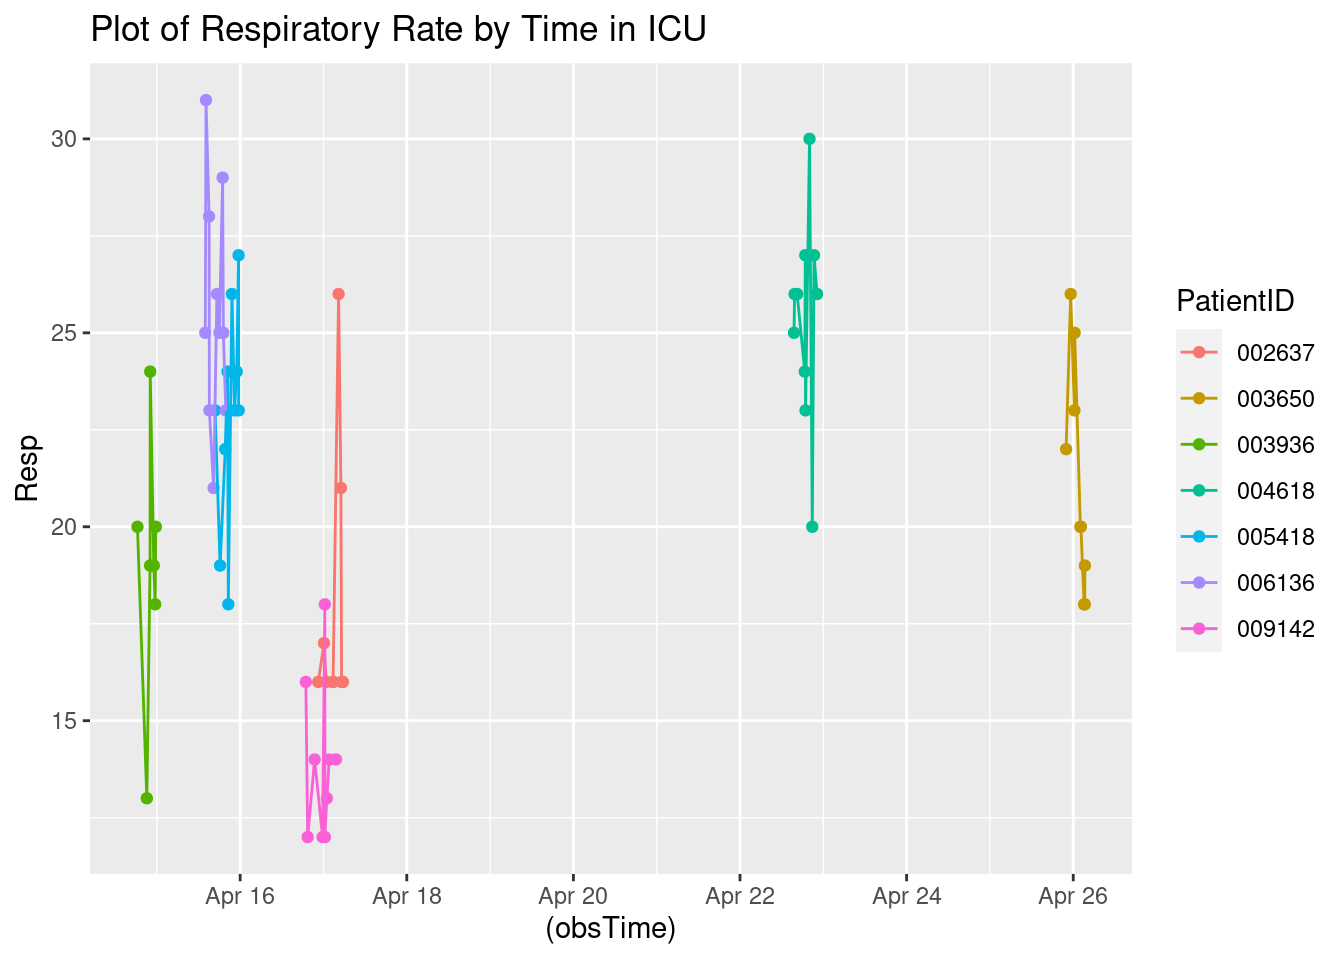 Plot of Respiratory Rate by Time in ICU
30
25
20
15
Resp
Apr 16
Apr 18
Apr 20
Apr 22
Apr 24
Apr 26
(obsTime)
PatientID
002637
003650
003936
004618
005418
006136
009142